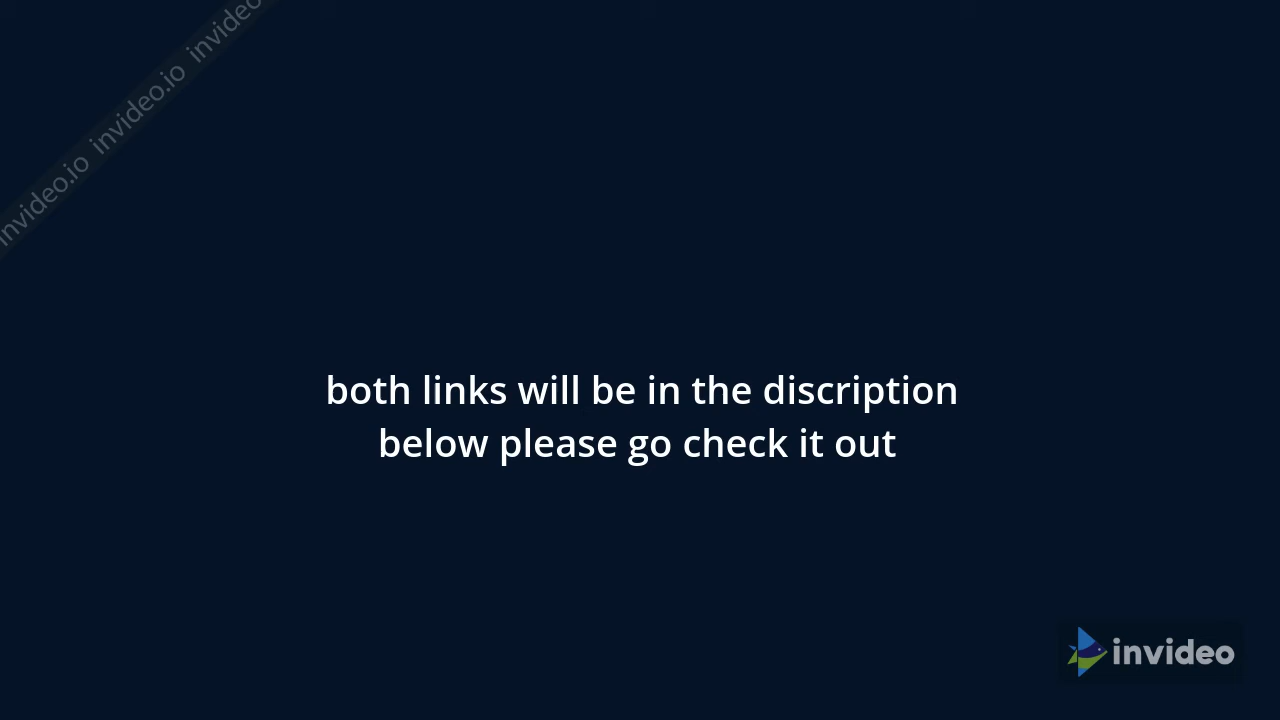 invideo.io invideo.io invideo
both links will be in the discription
below please go check it out
invideo